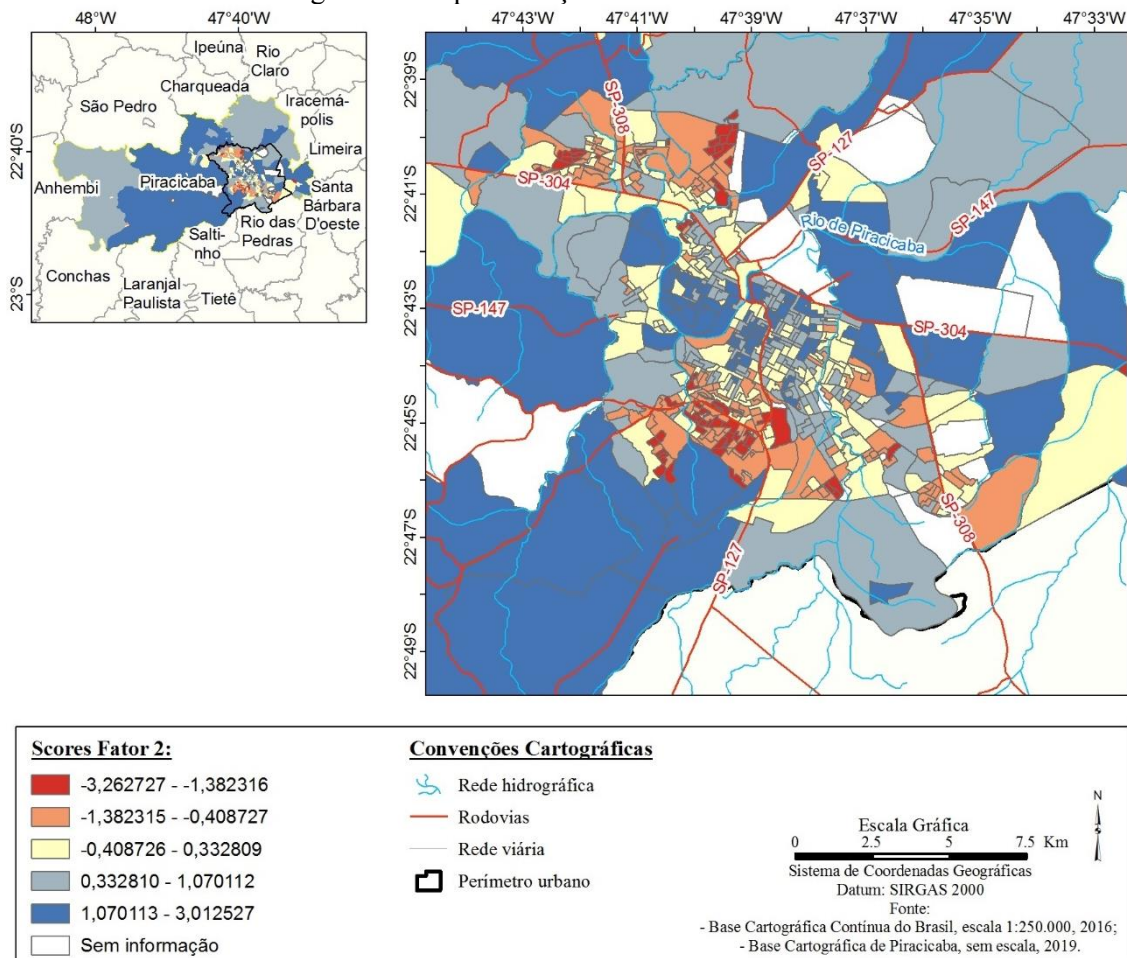 48°W 47°40'W
47°43'W 47°41'W 47°39'W 47°37'W 47°35'W 47°33'W
Ipeúna
Rio
Claro
Charqueada
São Pedro
Iracemá-
polis
Limeira
Anhembi
Piracicaba
Santa
Bárbara
D'oeste
Rio das
Pedras
Salti-
nho
Conchas
Laranjal
Paulista
Tietê
22°40'S
23°S
22°39'S
22°41'S
22°43'S
22°45'S
22°47'S
22°49'S
SP-308
SP-127
SP-304
SP-147
Rio de Piracicaba
SP-147
SP-304
SP-308
SP-127
Scores Fator 2:
-3,262727 - -1,382316
-1,382315 - -0,408727
-0,408726 - 0,332809
0,332810 - 1,070112
1,070113 - 3,012527
Sem informação
Convenções Cartográficas
Rede hidrográfica
Rodovias
Rede viária
Perímetro urbano
N
Escala Gráfica
0 2.5 5 7.5 Km
Sistema de Coordenadas Geográficas
Datum: SIRGAS 2000
Fonte:
- Base Cartográfica Contínua do Brasil, escala 1:250.000, 2016;
- Base Cartográfica de Piracicaba, sem escala, 2019.